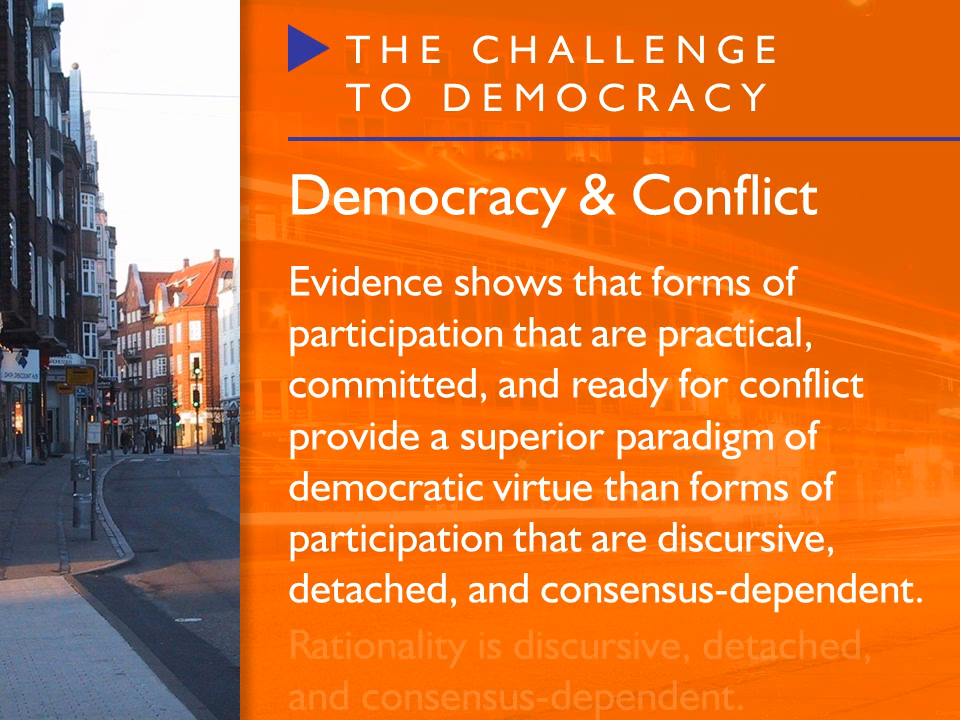 THE CHALLENGE
TO DEMOCRACY
Democracy & Conflict
Evidence shows that forms of
participation that are practical,
committed, and ready for conflict
provide a superior paradigm of
democratic virtue than forms of
participation that are discursive,
detached, and consensus-dependent.
Rationality is discursive, detached,
and consensus-dependent.